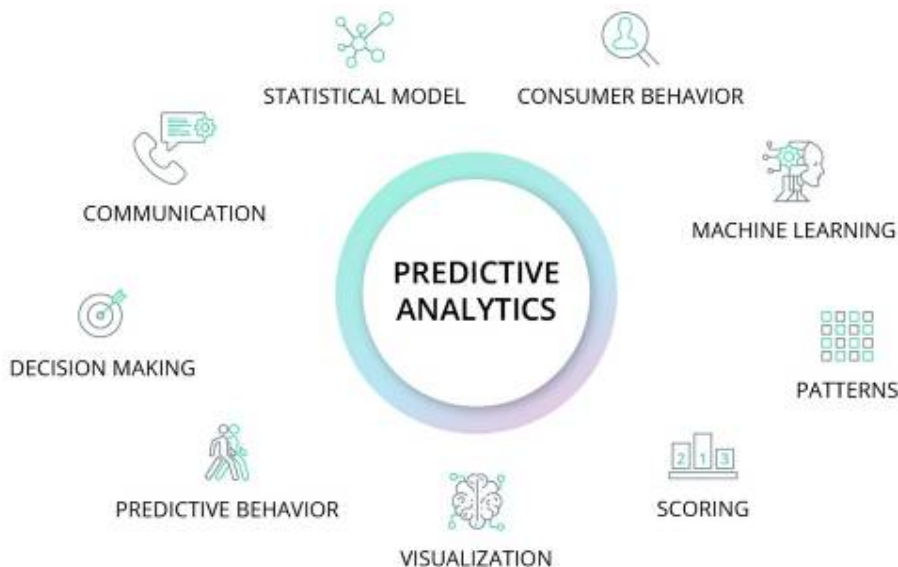 STATISTICAL MODEL
CONSUMER BEHAVIOR
COMMUNICATION
MACHINE LEARNING
PREDICTIVE
ANALYTICS
DECISION MAKING
PATTERNS
2 1 3
PREDICTIVE BEHAVIOR
SCORING
VISUALIZATION